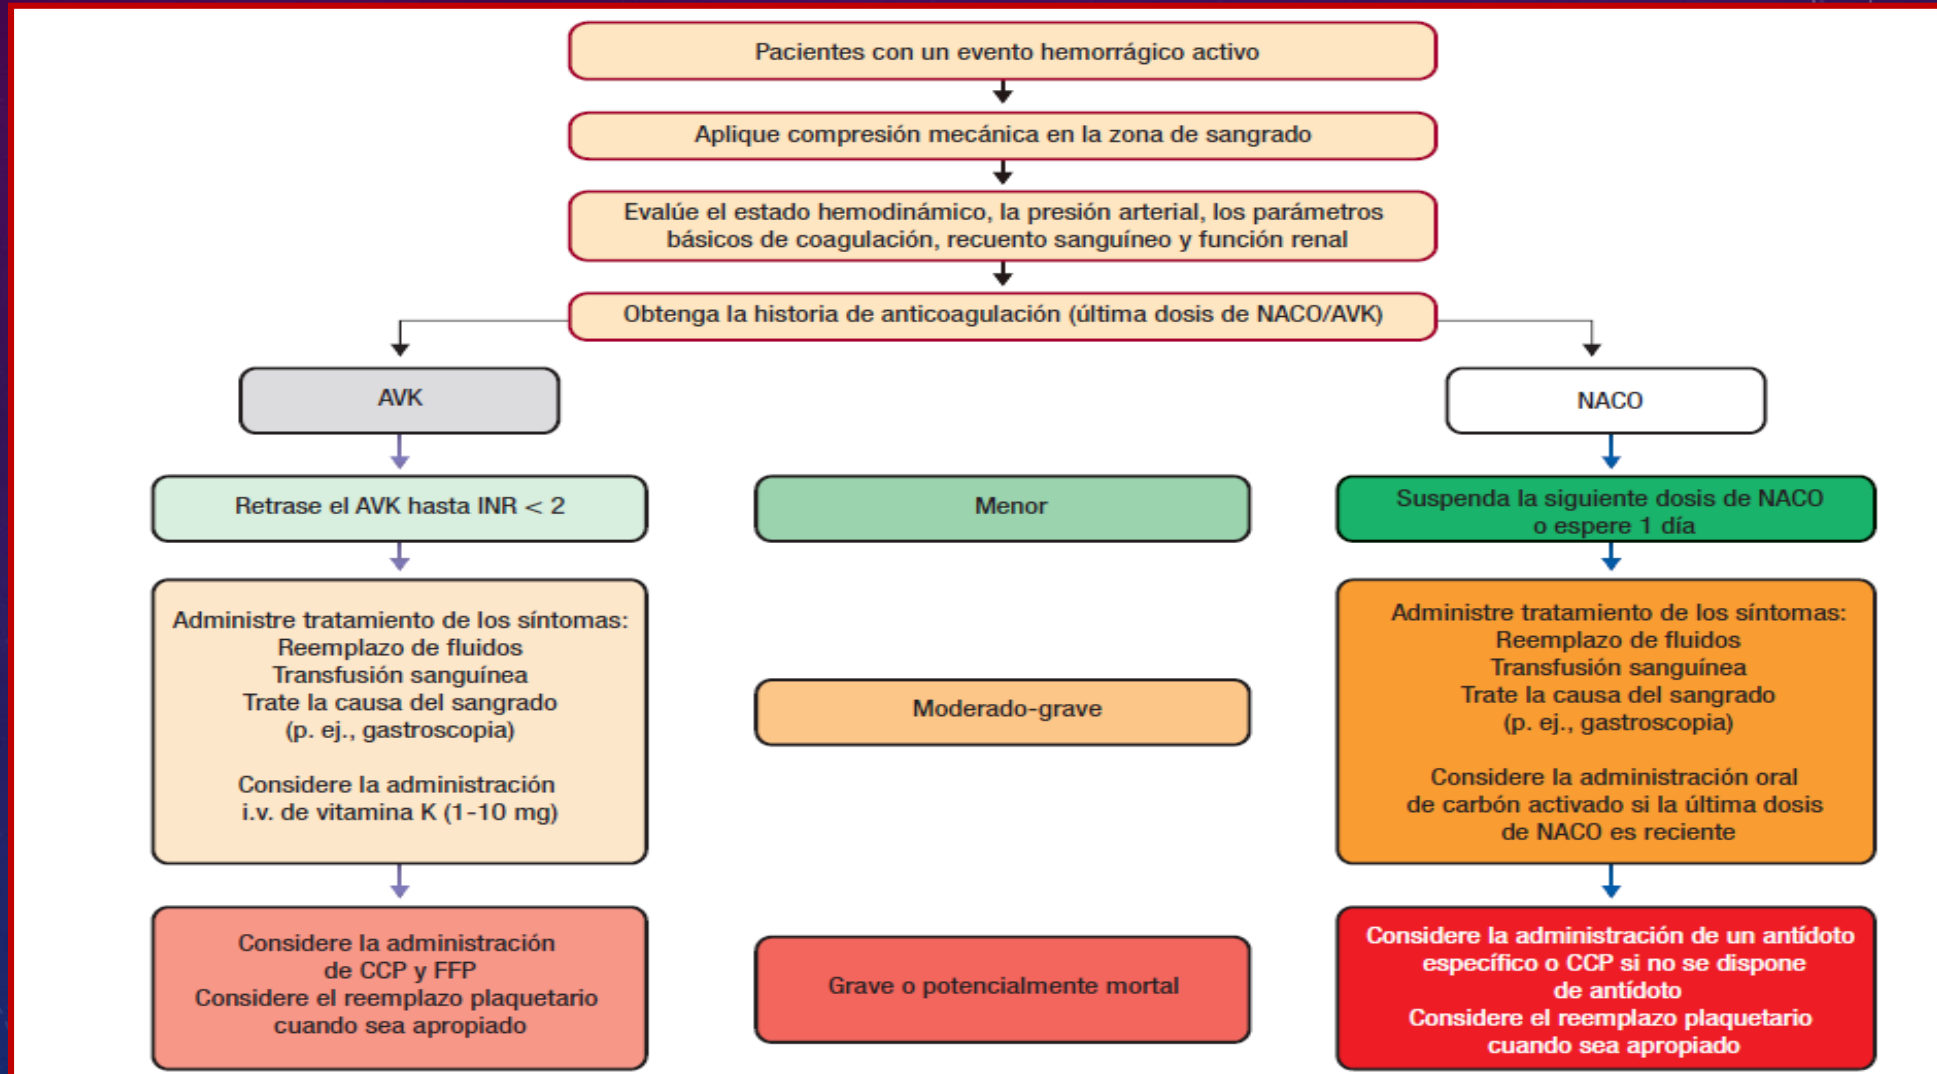 Pacientes con un evento hemorrágico activo
Aplique compresión mecánica en la zona de sangrado
Evalúe el estado hemodinámico, la presión arterial, los parámetros
básicos de coagulación, recuento sanguíneo y función renal
Obtenga la historia de anticoagulación (última dosis de NACO/AVK)
AVK
NACO
Retrase el AVK hasta INR < 2
Menor
Suspenda la siguiente dosis de NACO
o espere 1 día
Administre tratamiento de los síntomas:
Reemplazo de fluidos
Transfusión sanguínea
Trate la causa del sangrado
(p. ej., gastroscopia)
Considere la administración
i.v. de vitamina K (1-10 mg)
Moderado-grave
Administre tratamiento de los síntomas:
Reemplazo de fluidos
Transfusión sanguínea
Trate la causa del sangrado
(p. ej., gastroscopia)
Considere la administración oral
de carbón activado si la última dosis
de NACO es reciente
Considere la administración
de CCP y FFP
Considere el reemplazo plaquetario
cuando sea apropiado
Grave o potencialmente mortal
Considere la administración de un antídoto
específico o CCP si no se dispone
de antídoto
Considere el reemplazo plaquetario
cuando sea apropiado